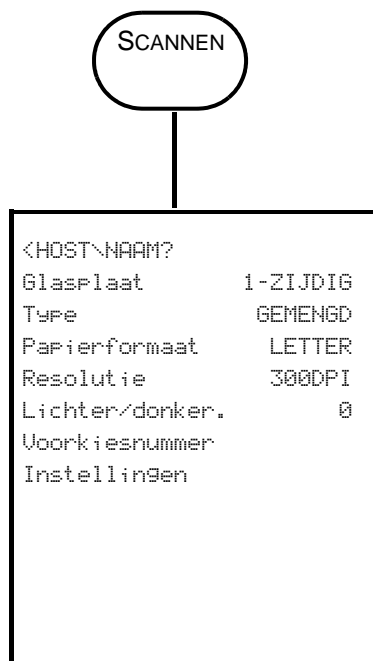 SCANNEN
<HOST\NAAM?
Glasplaat 1-ZIJDIG
Type GEMENGD
Papierformaat LETTER
Resolutie 300DPI
Lichter/donker. 0
Voorkiesnummer
Instellingen